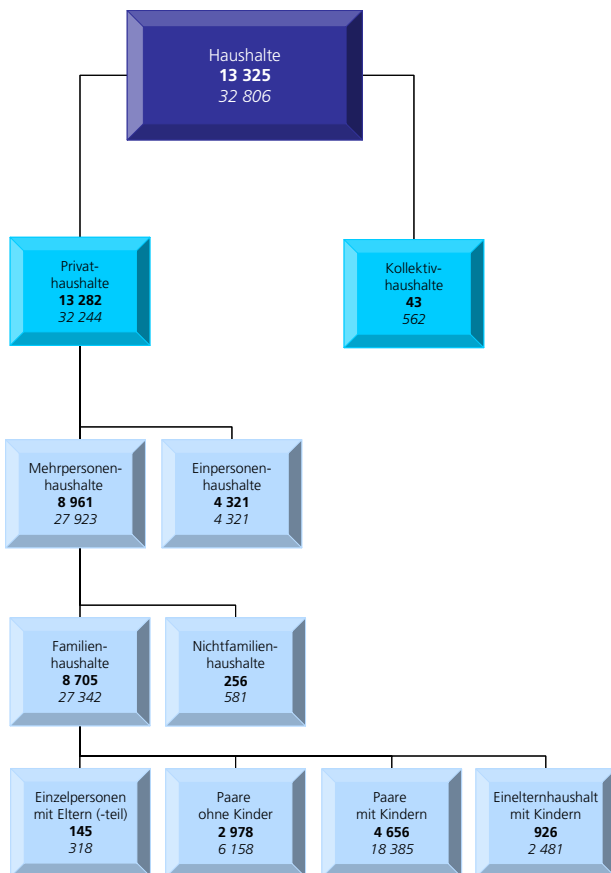 Haushalte
13 325
32 806
Privat-
haushalte
13 282
32 244
Kollektiv-
haushalte
43
562
Mehrpersonen-
haushalte
8 961
27 923
Einpersonen-
haushalte
4 321
4 321
Familien-
haushalte
8 705
27 342
Nichtfamilien-
haushalte
256
581
Einzelpersonen
mit Eltern (-teil)
145
318
Paare
ohne Kinder
2 978
6 158
Paare
mit Kindern
4 656
18 385
Einelternhaushalt
mit Kindern
926
2 481